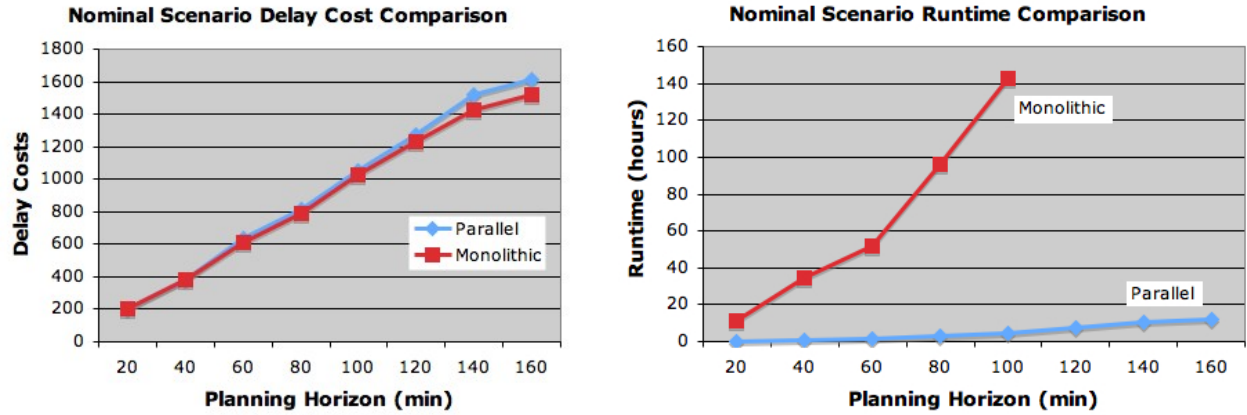 Nominal Scenario Delay Cost Comparison
1800
1600
1400
1200
1000
800
600
400
200
0
Delay Costs
Parallel
Monolithic
20 40 60 80 100 120 140 160
Planning Horizon (min)
Nominal Scenario Runtime Comparison
160
140
120
100
80
60
40
20
0
Runtime (hours)
Monolithic
Parallel
20 40 60 80 100 120 140 160
Planning Horizon (min)